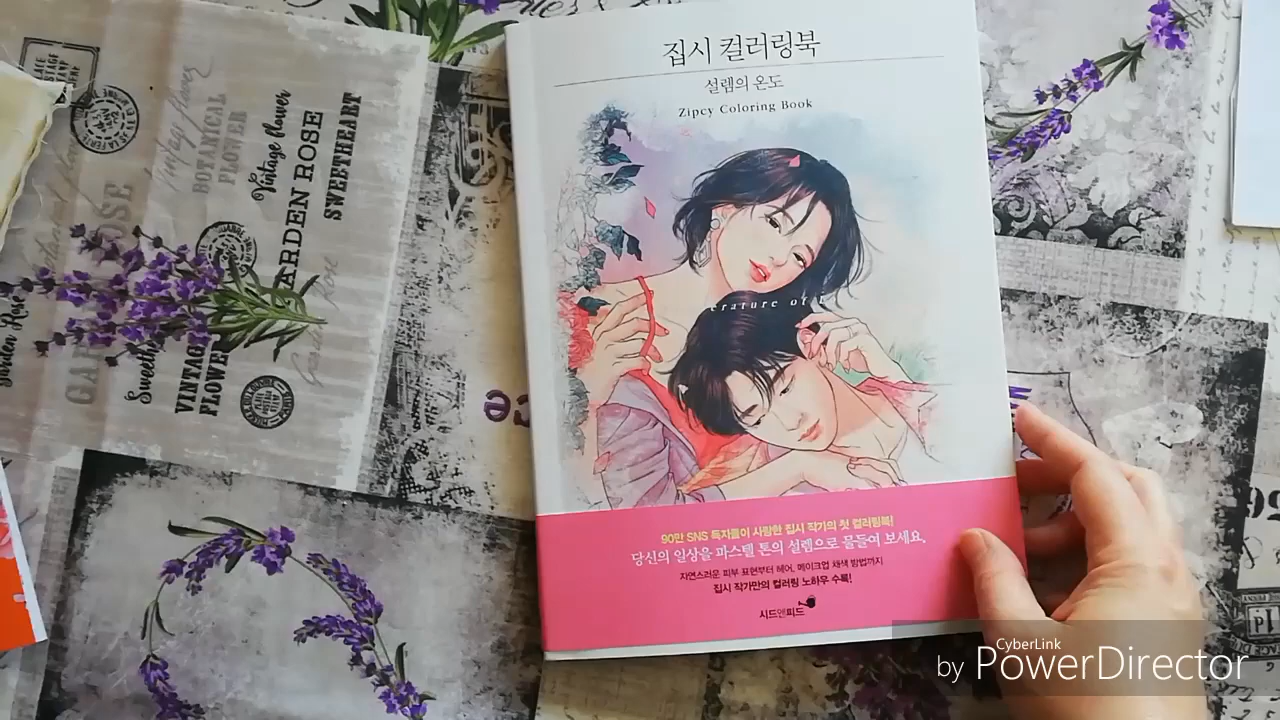 집시 컬러링북
설렘의 온도
Zipcy Coloring Book
erature of
90만 SNS 독자들이 사랑한 집시 작가의 첫 컬러링북!
당신의 일상을 파스텔 톤의 설렘으로 물들여 보세요.
자연스러운 피부 표현부터 헤어, 메이크업 채색 방법까지
집시 작가만의 컬러링 노하우 수록!
시드앤피드
BOTANICAL
FLOWER
Vintage flower
GARDEN ROSE
SWEETHEART
Garden Rose
Sweethe
VINTAG
FLOWER
CyberLink
by PowerDirector